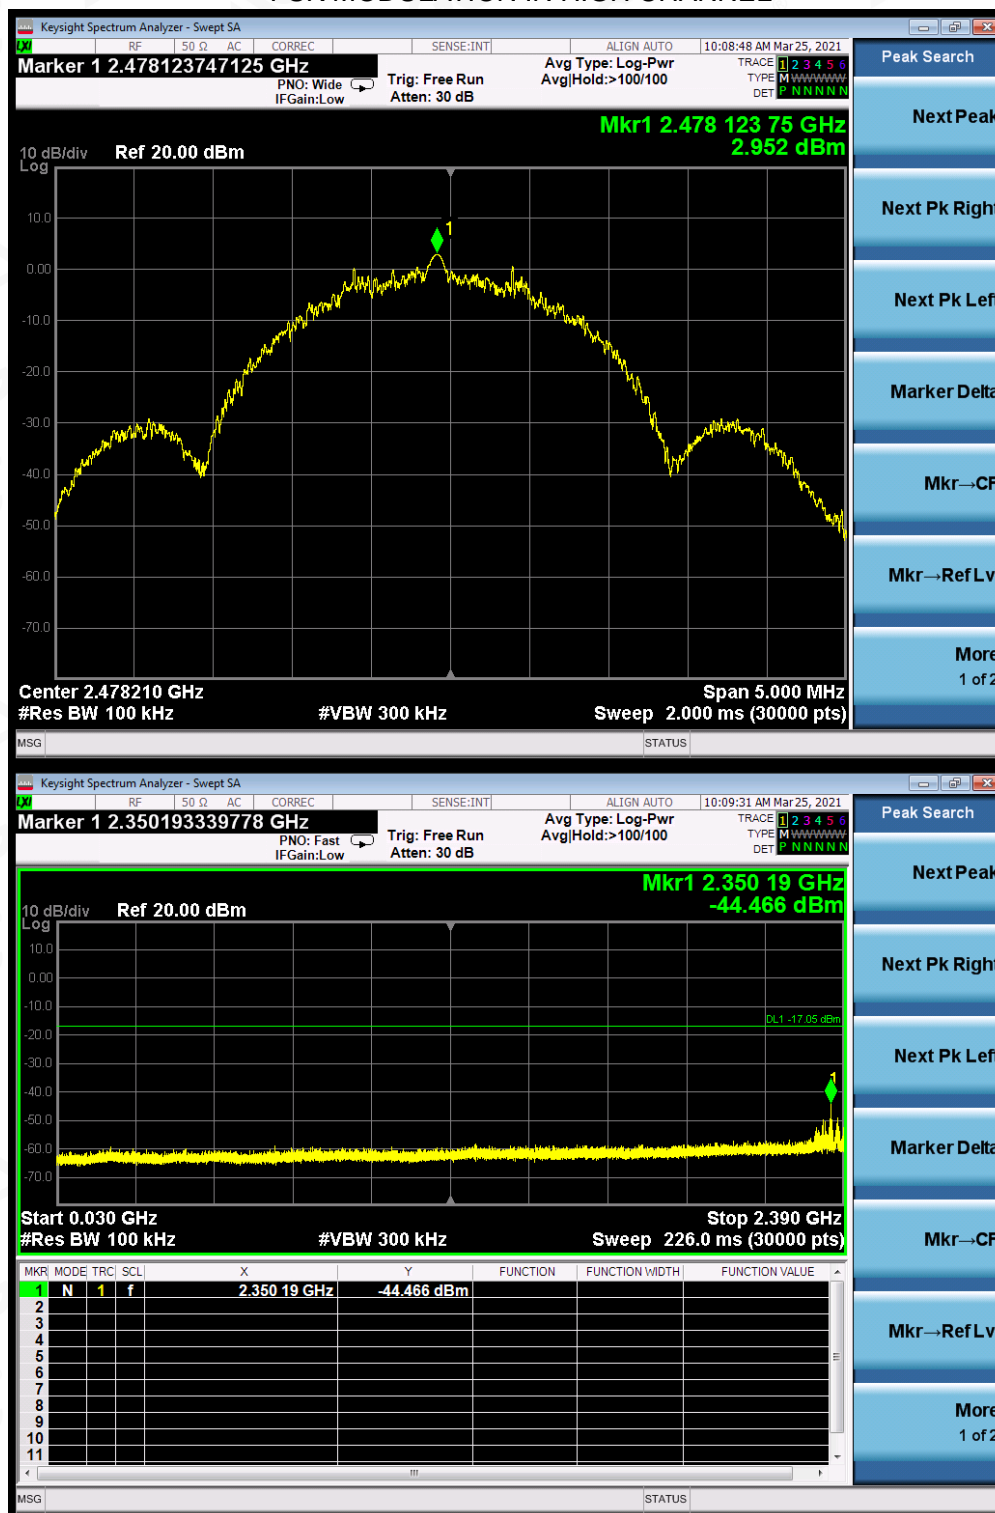 FOR MODULATION IN HIGH CHANNEL
Keysight Spectrum Analyzer - Swept SA
LXI RF 50 Ω AC CORREC SENSE:INT ALIGN AUTO 10:08:48 AM Mar 25, 2021
Marker 1 2.478123747125 GHz
PNO: Wide
IFGain:Low
Trig: Free Run
Atten: 30 dB
Avg Type: Log-Pwr
Avg|Hold:>100/100
TRACE 1 2 3 4 5 6
TYPE M WWWWW
DET P N N N N N
Peak Search
Mkr1 2.478 123 75 GHz
2.952 dBm
10 dB/div
Log
Ref 20.00 dBm
10.0
0.00
-10.0
-20.0
-30.0
-40.0
-50.0
-60.0
-70.0
1
Center 2.478210 GHz
Span 5.000 MHz
#Res BW 100 kHz
#VBW 300 kHz
Sweep 2.000 ms (30000 pts)
MSG
STATUS
Next Peak
Next Pk Right
Next Pk Left
Marker Delta
Mkr→CF
Mkr→Ref Lv
More
1 of 2
Keysight Spectrum Analyzer - Swept SA
LXI RF 50 Ω AC CORREC SENSE:INT ALIGN AUTO 10:09:31 AM Mar 25, 2021
Marker 1 2.350193339778 GHz
PNO: Fast
IFGain:Low
Trig: Free Run
Atten: 30 dB
Avg Type: Log-Pwr
Avg|Hold:>100/100
TRACE 1 2 3 4 5 6
TYPE M WWWWW
DET P N N N N N
Peak Search
Mkr1 2.350 19 GHz
-44.466 dBm
10 dB/div
Log
Ref 20.00 dBm
10.0
0.00
-10.0
-20.0
-30.0
-40.0
-50.0
-60.0
-70.0
DL1 -17.05 dBm
1
Start 0.030 GHz
Stop 2.390 GHz
#Res BW 100 kHz
#VBW 300 kHz
Sweep 226.0 ms (30000 pts)
MKR MODE TRC SCL X Y FUNCTION FUNCTION WIDTH FUNCTION VALUE
1 N 1 f 2.350 19 GHz -44.466 dBm
2
3
4
5
6
7
8
9
10
11
MSG
STATUS
Next Peak
Next Pk Right
Next Pk Left
Marker Delta
Mkr→CF
Mkr→Ref Lv
More
1 of 2